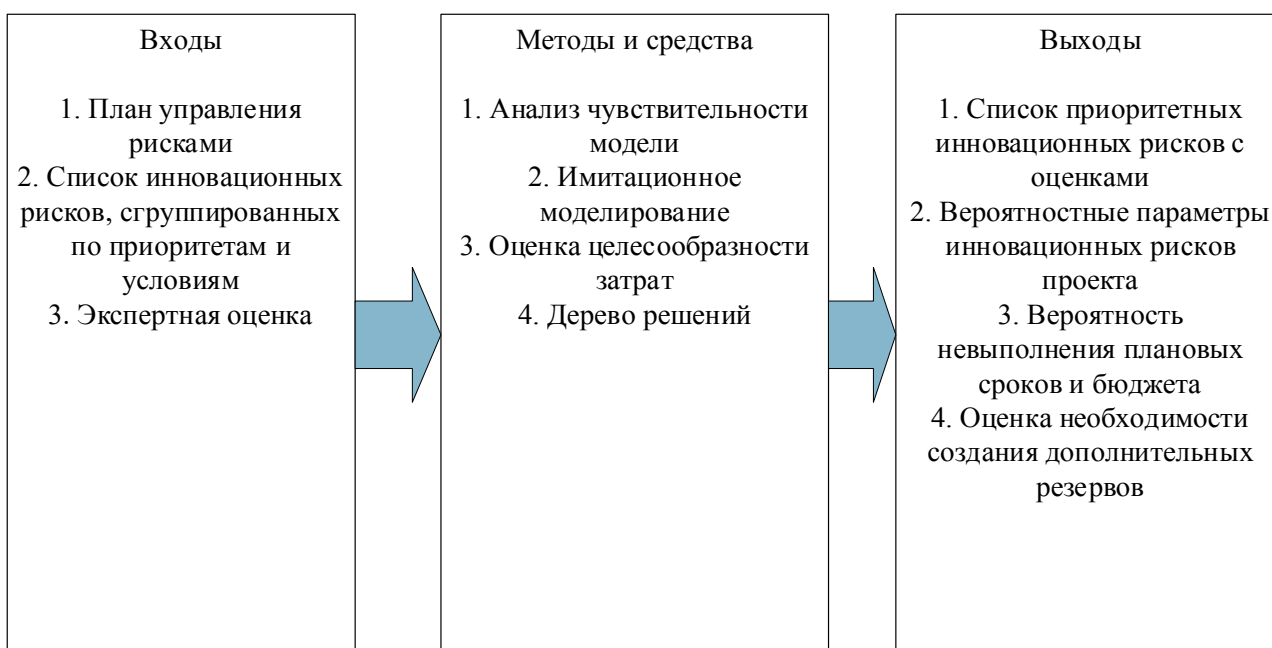 Входы
1. План управления
рисками
2. Список инновационных
рисков, сгруппированных
по приоритетам и
условиям
3. Экспертная оценка
Методы и средства
1. Анализ чувствительности
модели
2. Имитационное
моделирование
3. Оценка целесообразности
затрат
4. Дерево решений
Выходы
1. Список приоритетных
инновационных рисков с
оценками
2. Вероятностные параметры
инновационных рисков
проекта
3. Вероятность
невыполнения плановых
сроков и бюджета
4. Оценка необходимости
создания дополнительных
резервов